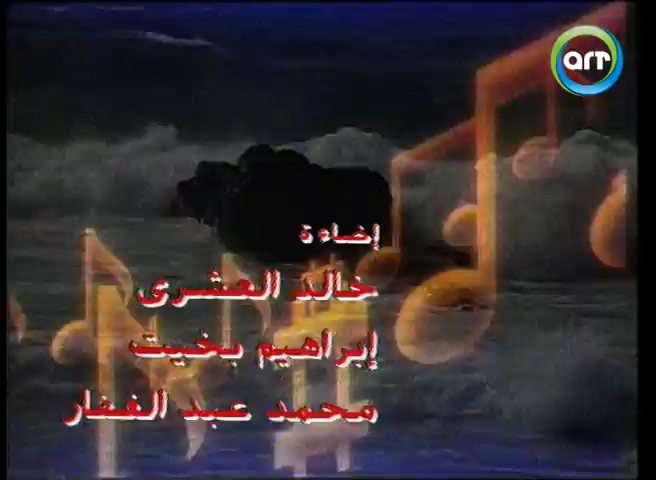 art
إضاءة
خالد العشرى
إبراهيم بخيت
محمد عبد الغفار